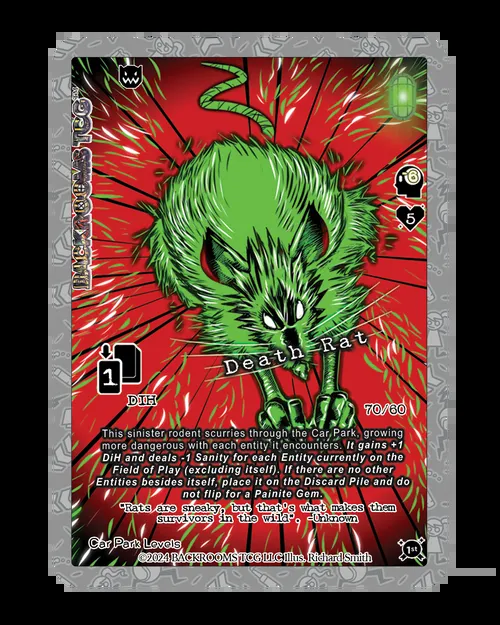 BACKROOMS TCG
6
5
Death Rat
1
DIH
70/60
This sinister rodent scurries through the Car Park, growing
more dangerous with each entity it encounters. It gains +1
DiH and deals -1 Sanity for each Entity currently on the
Field of Play (excluding itself). If there are no other
Entities besides itself, place it on the Discard Pile and do
not flip for a Painite Gem.
"Rats are sneaky, but that's what makes them
survivors in the wild". -Unknown
Car Park Levels
1st
©2024 BACKROOMS TCG LLC Illus. Richard Smith